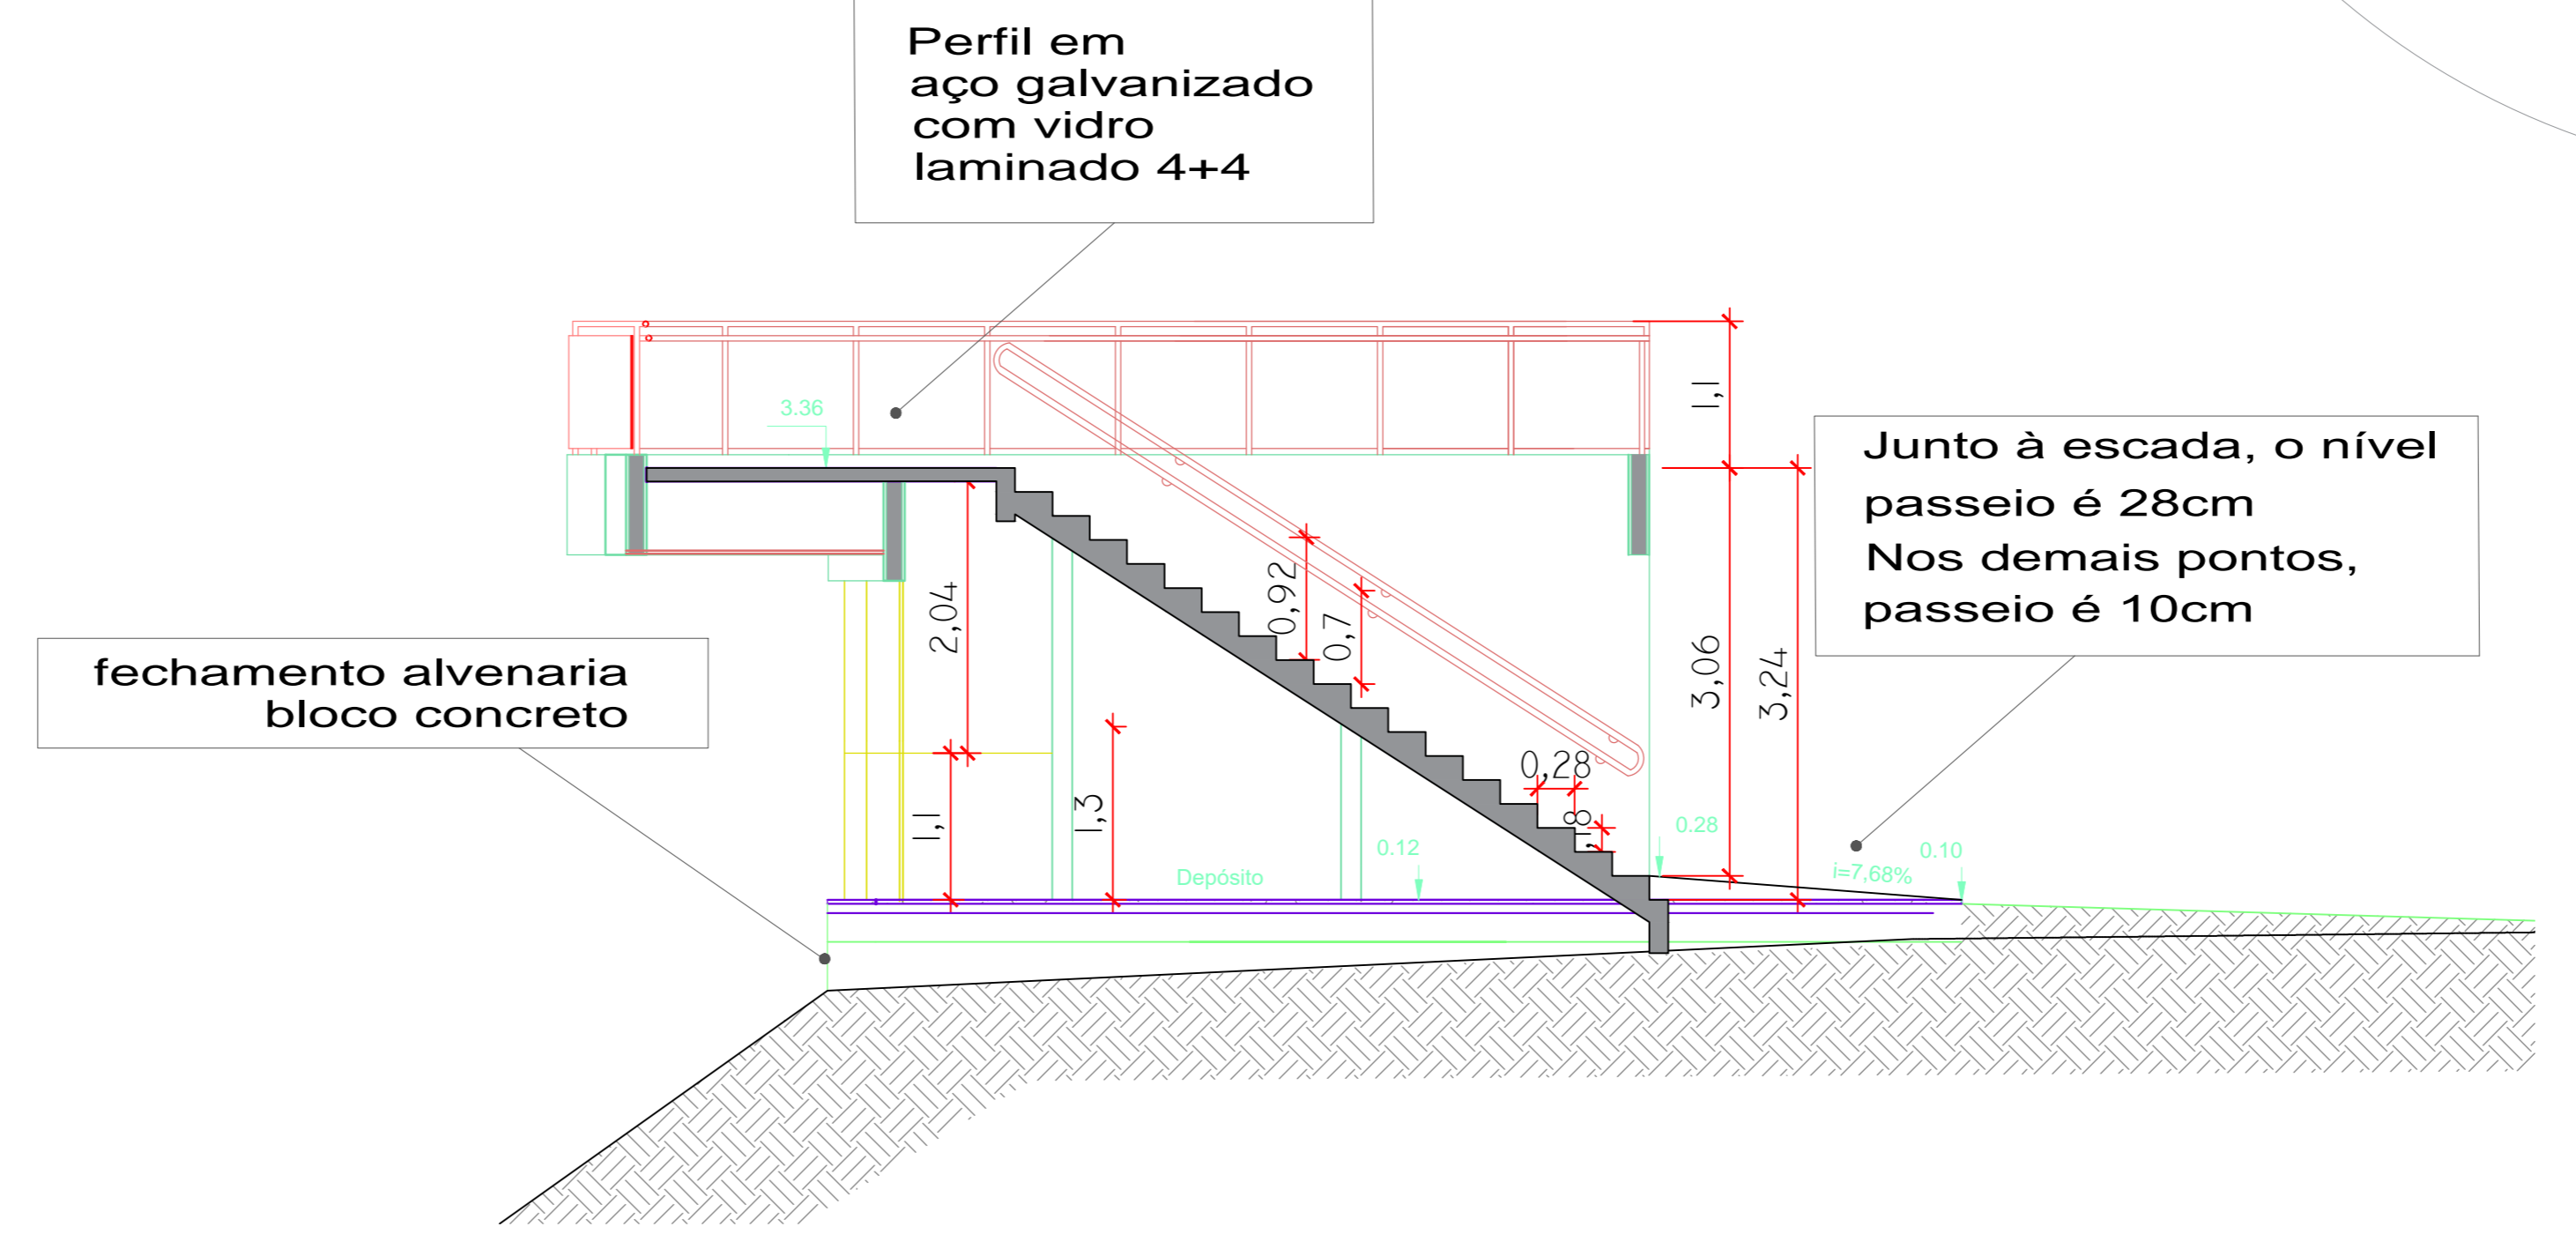 Perfil em
aço galvanizado
com vidro
laminado 4+4
3.36
1,1
Junto à escada, o nível
passeio é 28cm
Nos demais pontos,
passeio é 10cm
2,04
0,92
0,7
3,06
3,24
fechamento alvenaria
bloco concreto
0,28
1,1
1,3
0.28
0.12
0.10
i=7,68%
Depósito